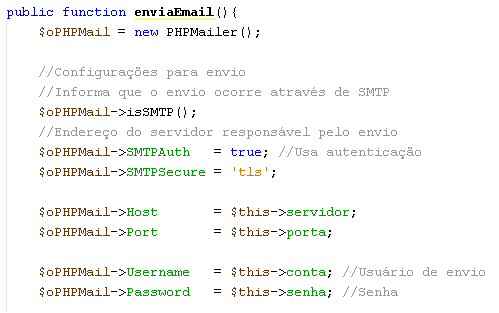 public function enviaEmail(){
$oPHPMail = new PHPMailer();
//Configurações para envio
//Informa que o envio ocorre através de SMTP
$oPHPMail->isSMTP();
//Endereço do servidor responsável pelo envio
$oPHPMail->SMTPAuth   = true; //Usa autenticação
$oPHPMail->SMTPSecure = 'tls';
$oPHPMail->Host       = $this->servidor;
$oPHPMail->Port       = $this->porta;
$oPHPMail->Username   = $this->conta; //Usuário de envio
$oPHPMail->Password   = $this->senha; //Senha